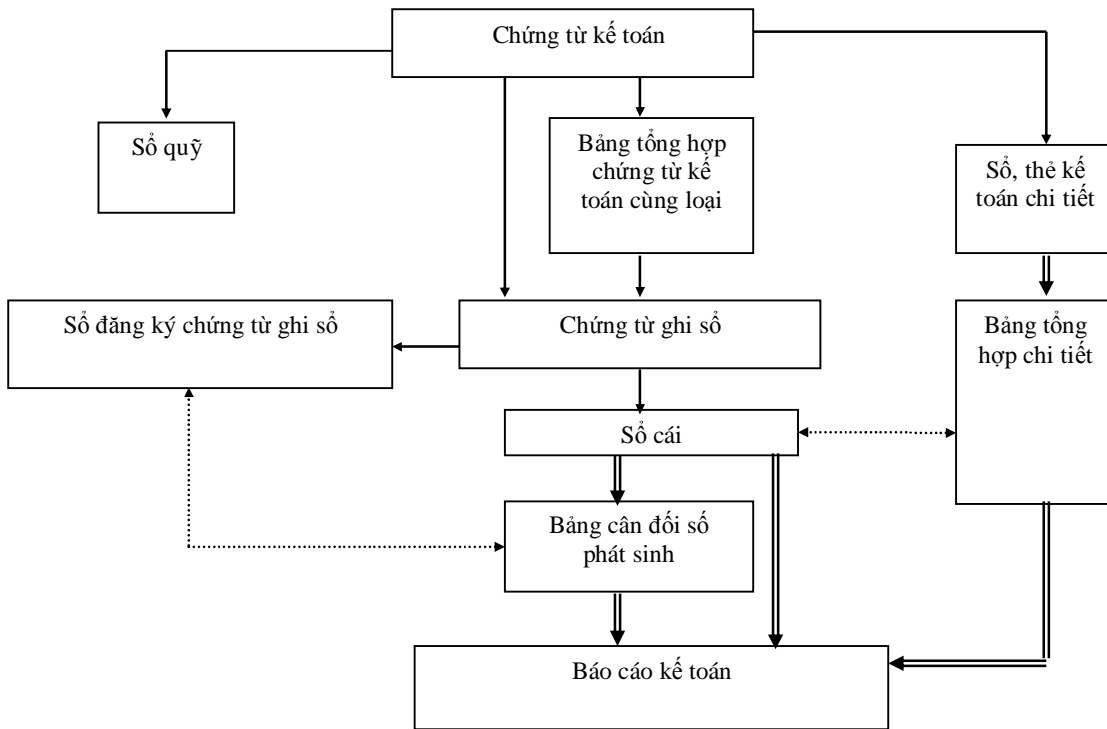 Chứng từ kế toán
Sổ quỹ
Bảng tổng hợp
chứng từ kế
toán cùng loại
Sổ, thẻ kế
toán chi tiết
Sổ đăng ký chứng từ ghi sổ
Chứng từ ghi sổ
Bảng tổng
hợp chi tiết
Sổ cái
Bảng cân đối số
phát sinh
Báo cáo kế toán